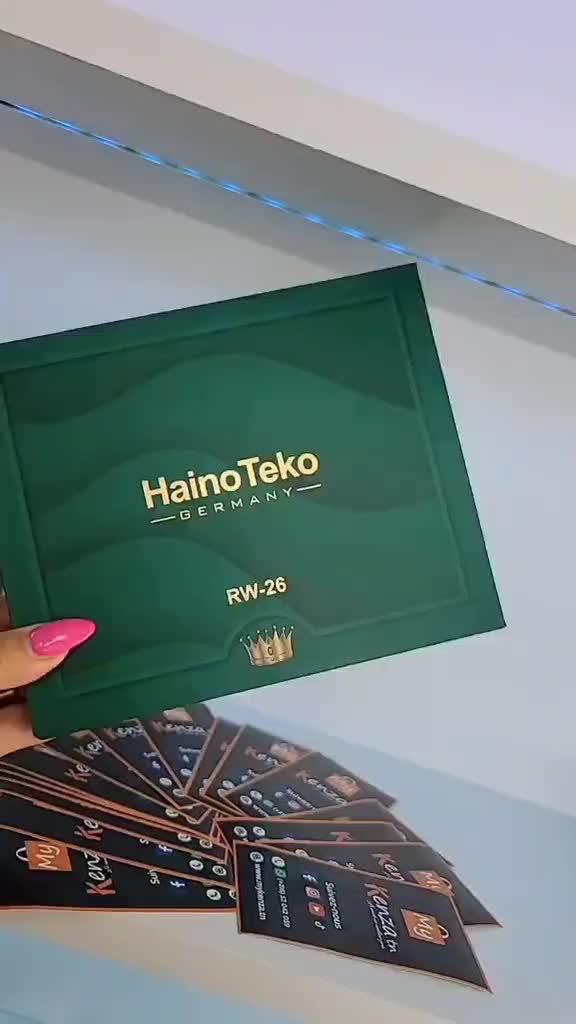 HainoTeko
GERMANY
RW-26
My
Kenza.tn
Suivez-nous
www.mykenza.tn